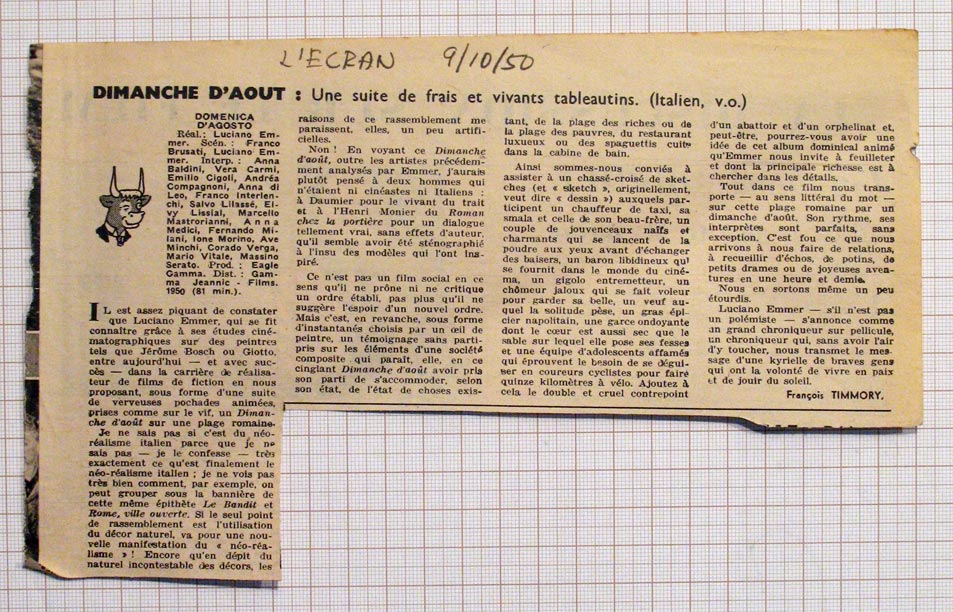 L'ECRAN 9/10/50
DIMANCHE D'AOUT : Une suite de frais et vivants tableautins. (Italien, v.o.)
DOMENICA
D'AGOSTO
Réal.: Luciano Em-
mer. Scén. : Franco
Brusati, Luciano Em-
mer. Interp. : Anna
Baldini, Vera Carmi,
Emilio Cigoli, Andréa
Compagnoni, Anna di
Leo, Franco Interlen-
chi, Salvo Lilassé, El-
vy Lissial, Marcello
Mastroianni, Anna
Medici, Fernando Mi-
lani, Ione Morino, Ave
Minchi, Corado Verga,
Mario Vitale, Massino
Serato. Prod. : Eagle
Gamma. Dist. : Gam-
ma Jeannic - Films.
1950 (81 min.).
IL est assez piquant de constater
que Luciano Emmer, qui se fit
connaître grâce à ses études ciné-
matographiques sur des peintres
tels que Jérôme Bosch ou Giotto,
entre aujourd'hui — et avec suc-
cès — dans la carrière de réalisa-
teur de films de fiction en nous
proposant, sous forme d'une suite
de verveuses pochades animées,
prises comme sur le vif, un Diman-
che d'août sur une plage romaine.
Je ne sais pas si c'est du néo-
réalisme italien parce que je ne
sais pas — je le confesse — très
exactement ce qu'est finalement le
néo-réalisme italien ; je ne vois pas
très bien comment, par exemple, on
peut grouper sous la bannière de
cette même épithète Le Bandit et
Rome, ville ouverte. Si le seul point
de rassemblement est l'utilisation
du décor naturel, va pour une nou-
velle manifestation du « néo-réa-
lisme » ! Encore qu'en dépit du
naturel incontestable des décors, les
raisons de ce rassemblement me
paraissent, elles, un peu artifi-
cielles.
Non ! En voyant ce Dimanche
d'août, outre les artistes précédem-
ment analysés par Emmer, j'aurais
plutôt pensé à deux hommes qui
n'étaient ni cinéastes ni Italiens :
à Daumier pour le vivant du trait
et à l'Henri Monier du Roman
chez la portière pour un dialogue
tellement vrai, sans effets d'auteur,
qu'il semble avoir été sténographié
à l'insu des modèles qui l'ont ins-
piré.
Ce n'est pas un film social en ce
sens qu'il ne prône ni ne critique
un ordre établi, pas plus qu'il ne
suggère l'espoir d'un nouvel ordre.
Mais c'est, en revanche, sous forme
d'instantanés choisis par un œil de
peintre, un témoignage sans parti-
pris sur les éléments d'une société
composite qui paraît, elle, en ce
cinglant Dimanche d'août avoir pris
son parti de s'accommoder, selon
son état, de l'état de choses exis-
tant, de la plage des riches ou de
la plage des pauvres, du restaurant
luxueux ou des spaguettis cuits
dans la cabine de bain.
Ainsi sommes-nous conviés à
assister à un chassé-croisé de sket-
ches (et « sketch », originellement,
veut dire « dessin ») auxquels par-
ticipent un chauffeur de taxi, sa
smala et celle de son beau-frère, un
couple de jouvenceaux naïfs et
charmants qui se lancent de la
poudre aux yeux avant d'échanger
des baisers, un baron libidineux qui
se fournit dans le monde du ciné-
ma, un gigolo entremetteur, un
chômeur jaloux qui se fait voleur
pour garder sa belle, un veuf au-
quel la solitude pèse, un gras épi-
cier napolitain, une garce ondoyante
dont le cœur est aussi sec que le
sable sur lequel elle pose ses fesses
et une équipe d'adolescents affamés
qui éprouvent le besoin de se dégui-
ser en coureurs cyclistes pour faire
quinze kilomètres à vélo. Ajoutez à
cela le double et cruel contrepoint
d'un abattoir et d'un orphelinat et,
peut-être, pourrez-vous avoir une
idée de cet album dominical animé
qu'Emmer nous invite à feuilleter
et dont la principale richesse est à
chercher dans les détails.
Tout dans ce film nous trans-
porte — au sens littéral du mot —
sur cette plage romaine par un
dimanche d'août. Son rythme, ses
interprètes sont parfaits, sans
exception. C'est fou ce que nous
arrivons à nous faire de relations,
à recueillir d'échos, de potins, de
petits drames ou de joyeuses aven-
tures en une heure et demie.
Nous en sortons même un peu
étourdis.
Luciano Emmer — s'il n'est pas
un polémiste — s'annonce comme
un grand chroniqueur sur pellicule,
un chroniqueur qui, sans avoir l'air
d'y toucher, nous transmet le mes-
sage d'une kyrielle de braves gens
qui ont la volonté de vivre en paix
et de jouir du soleil.
François TIMMORY.